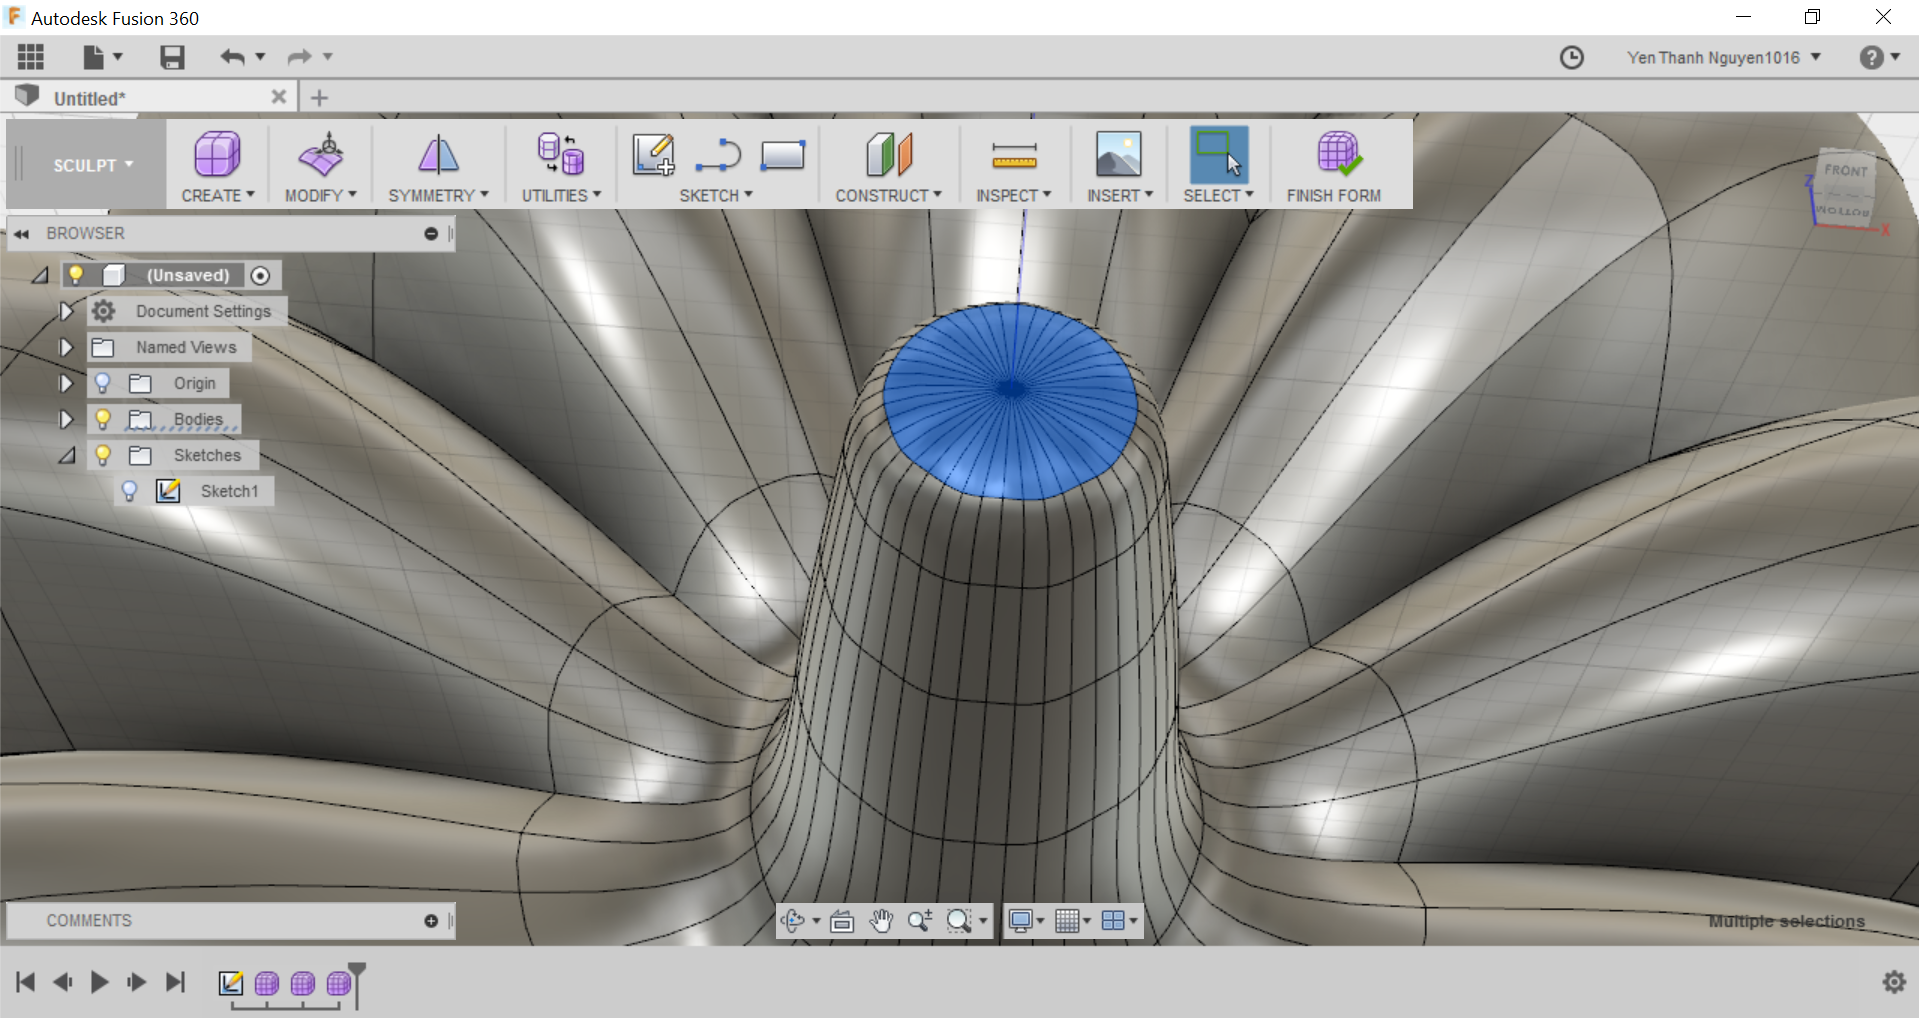 Autodesk Fusion 360
Yen Thanh Nguyen1016
Untitled*
SCULPT
CREATE
MODIFY
SYMMETRY
UTILITIES
SKETCH
CONSTRUCT
INSPECT
INSERT
SELECT
FINISH FORM
FRONT
BOTTOM
Z
X
BROWSER
(Unsaved)
Document Settings
Named Views
Origin
Bodies
Sketches
Sketch1
COMMENTS
Multiple selections